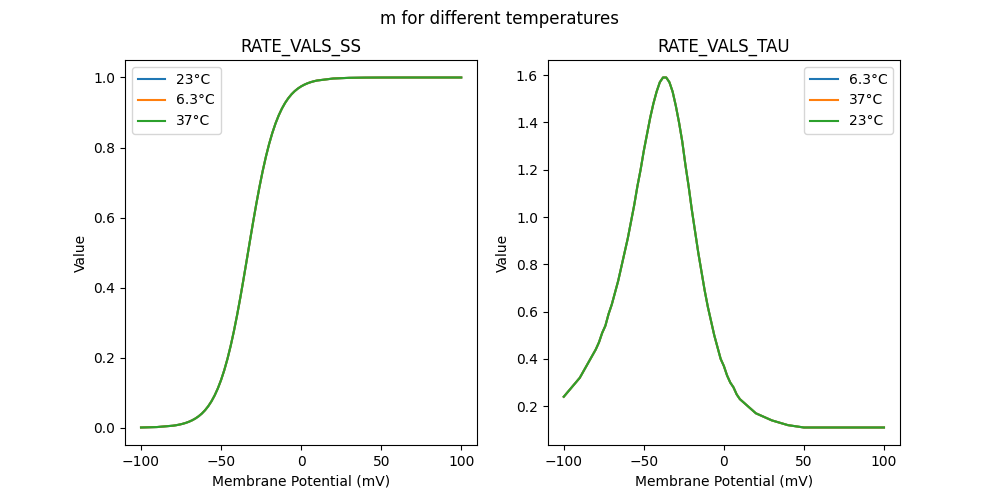 m for different temperatures
RATE_VALS_SS
1.0
0.8
0.6
0.4
0.2
0.0
Value
23°C
6.3°C
37°C
−100
−50
0
50
100
Membrane Potential (mV)
RATE_VALS_TAU
1.6
1.4
1.2
1.0
0.8
0.6
0.4
0.2
Value
6.3°C
37°C
23°C
−100
−50
0
50
100
Membrane Potential (mV)